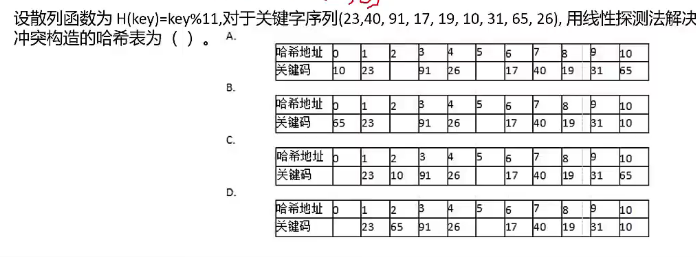 设散列函数为 H(key)=key%11,对于关键字序列(23,40, 91, 17, 19, 10, 31, 65, 26), 用线性探测法解决
冲突构造的哈希表为（ ）。
A.
哈希地址 0 1 2 3 4 5 6 7 8 9 10
关键码 10 23 91 26 17 40 19 31 65
B.
哈希地址 0 1 2 3 4 5 6 7 8 9 10
关键码 65 23 91 26 17 40 19 31 10
C.
哈希地址 0 1 2 3 4 5 6 7 8 9 10
关键码 23 10 91 26 17 40 19 31 65
D.
哈希地址 0 1 2 3 4 5 6 7 8 9 10
关键码 23 65 91 26 17 40 19 31 10